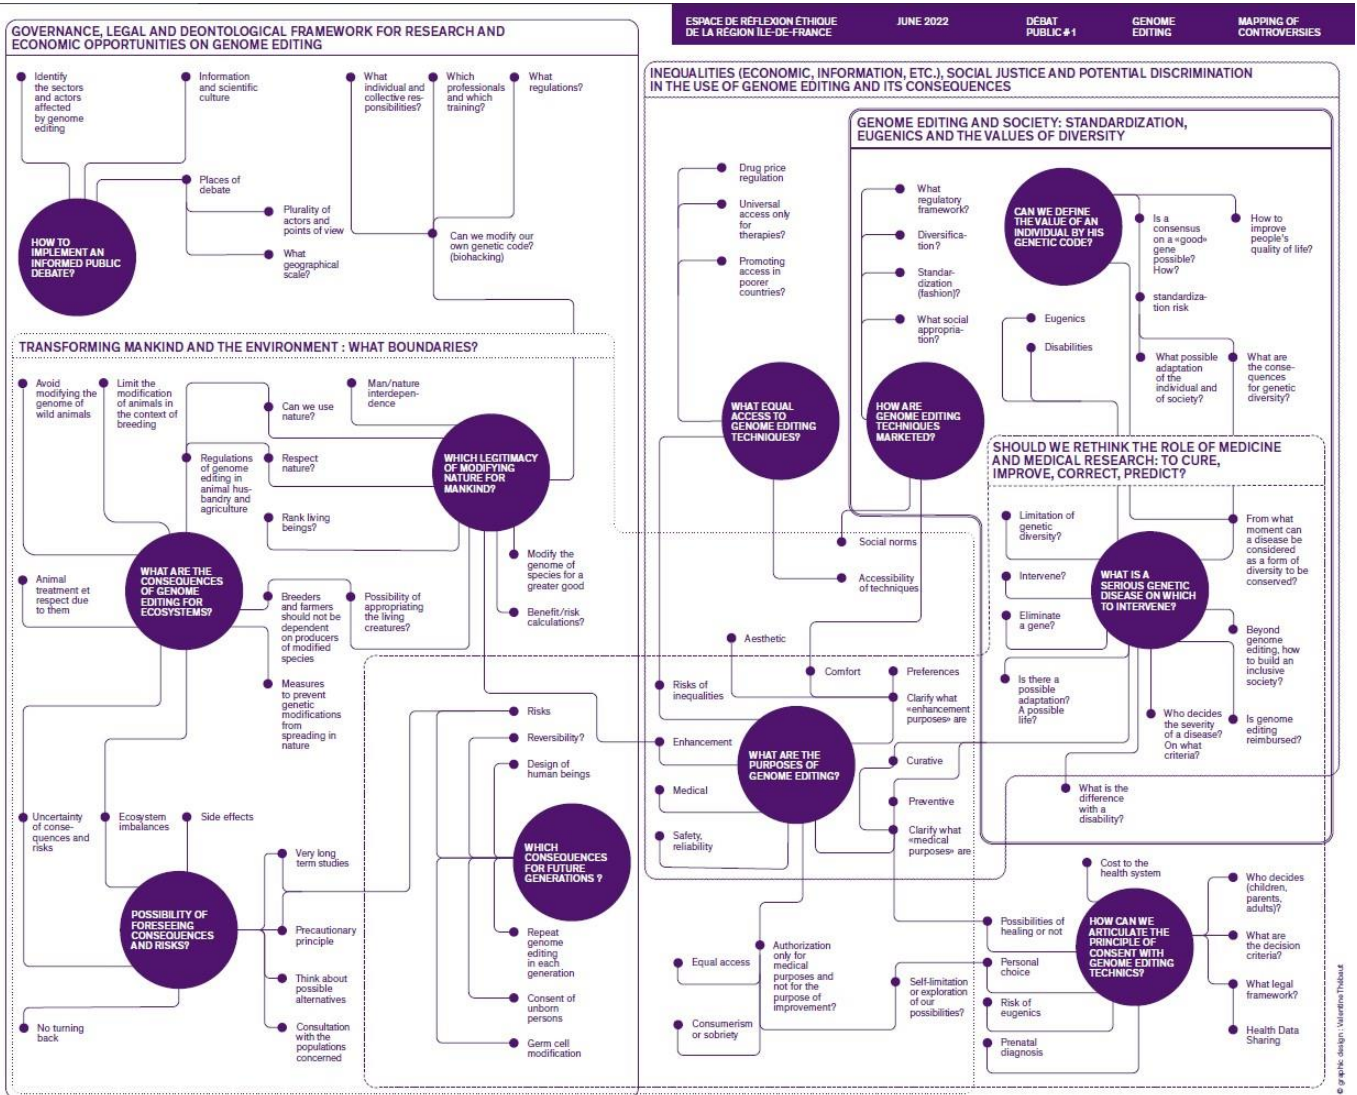 ESPACE DE RÉFLEXION ÉTHIQUE
DE LA RÉGION ÎLE-DE-FRANCE
JUNE 2022
DÉBAT
PUBLIC #1
GENOME
EDITING
MAPPING OF
CONTROVERSIES
GOVERNANCE, LEGAL AND DEONTOLOGICAL FRAMEWORK FOR RESEARCH AND
ECONOMIC OPPORTUNITIES ON GENOME EDITING
Identify
the sectors
and actors
affected
by genome
editing
Information
and scientific
culture
What
individual and
collective res-
ponsibilities?
Which
professionals
and which
training?
What
regulations?
Places of
debate
Plurality of
actors and
points of view
What
geographical
scale?
HOW TO
IMPLEMENT AN
INFORMED PUBLIC
DEBATE?
Can we modify our
own genetic code?
(biohacking)
TRANSFORMING MANKIND AND THE ENVIRONMENT : WHAT BOUNDARIES?
Avoid
modifying the
genome of
wild animals
Limit the
modification
of animals in
the context of
breeding
Can we use
nature?
Man/nature
interdepen-
dence
Regulations
of genome
editing in
animal hus-
bandry and
agriculture
Respect
nature?
Rank living
beings?
WHICH LEGITIMACY
OF MODIFYING
NATURE FOR
MANKIND?
WHAT ARE THE
CONSEQUENCES
OF GENOME
EDITING FOR
ECOSYSTEMS?
Animal
treatment et
respect due
to them
Breeders
and farmers
should not be
dependent
on producers
of modified
species
Possibility of
appropriating
the living
creatures?
Modify the
genome of
species for a
greater good
Benefit/risk
calculations?
Measures
to prevent
genetic
modifications
from
spreading in
nature
Uncertainty
of conse-
quences and
risks
Ecosystem
imbalances
Side effects
Very long
term studies
POSSIBILITY OF
FORESEEING
CONSEQUENCES
AND RISKS?
Precautionary
principle
Think about
possible
alternatives
Consultation
with the
populations
concerned
No turning
back
Risks
Reversibility?
Design of
human beings
WHICH
CONSEQUENCES
FOR FUTURE
GENERATIONS ?
Repeat
genome
editing
in each
generation
Consent of
unborn
persons
Germ cell
modification
INEQUALITIES (ECONOMIC, INFORMATION, ETC.), SOCIAL JUSTICE AND POTENTIAL DISCRIMINATION
IN THE USE OF GENOME EDITING AND ITS CONSEQUENCES
Drug price
regulation
Universal
access only
for
therapies?
Promoting
access in
poorer
countries?
WHAT EQUAL
ACCESS TO
GENOME EDITING
TECHNIQUES?
GENOME EDITING AND SOCIETY: STANDARDIZATION,
EUGENICS AND THE VALUES OF DIVERSITY
What
regulatory
framework?
Diversifica-
tion?
Standar-
dization
(fashion)?
What social
appropria-
tion?
HOW ARE
GENOME EDITING
TECHNIQUES
MARKETED?
CAN WE DEFINE
THE VALUE OF AN
INDIVIDUAL BY HIS
GENETIC CODE?
Is a
consensus
on a «good»
gene
possible?
How?
How to
improve
people's
quality of life?
standardiza-
tion risk
Eugenics
Disabilities
What possible
adaptation
of the
individual and
of society?
What are
the conse-
quences
for genetic
diversity?
SHOULD WE RETHINK THE ROLE OF MEDICINE
AND MEDICAL RESEARCH: TO CURE,
IMPROVE, CORRECT, PREDICT?
Social norms
Accessibility
of techniques
Limitation of
genetic
diversity?
Intervene?
Eliminate
a gene?
WHAT IS A
SERIOUS GENETIC
DISEASE ON WHICH
TO INTERVENE?
From what
moment can
a disease be
considered
as a form of
diversity to be
conserved?
Beyond
genome
editing, how
to build an
inclusive
society?
Is there a
possible
adaptation?
A possible
life?
Who decides
the severity
of a disease?
On what
criteria?
Is genome
editing
reimbursed?
What is the
difference
with a
disability?
Aesthetic
Comfort
Preferences
Risks of
inequalities
Clarify what
«enhancement
purposes» are
Enhancement
WHAT ARE THE
PURPOSES OF
GENOME EDITING?
Curative
Medical
Preventive
Safety,
reliability
Clarify what
«medical
purposes» are
Equal access
Authorization
only for
medical
purposes and
not for the
purpose of
improvement?
Consumerism
or sobriety
Self-limitation
or exploration
of our
possibilities?
Cost to the
health system
Possibilities of
healing or not
Personal
choice
Risk of
eugenics
Prenatal
diagnosis
HOW CAN WE
ARTICULATE THE
PRINCIPLE OF
CONSENT WITH
GENOME EDITING
TECHNICS?
Who decides
(children,
parents,
adults)?
What are
the decision
criteria?
What legal
framework?
Health Data
Sharing
© graphic design : Valentine Thébaut